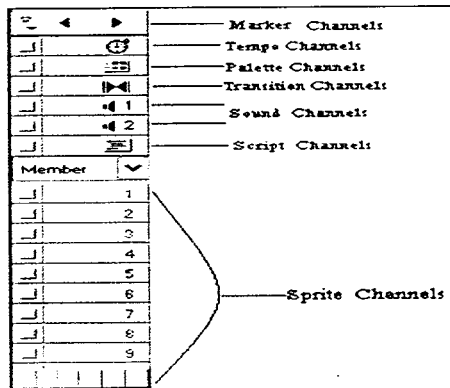 Marker Channels
Tempo Channels
Palette Channels
Transition Channels
1
Sound Channels
2
Script Channels
Member
1
2
3
4
5
6
Sprite Channels
7
8
9